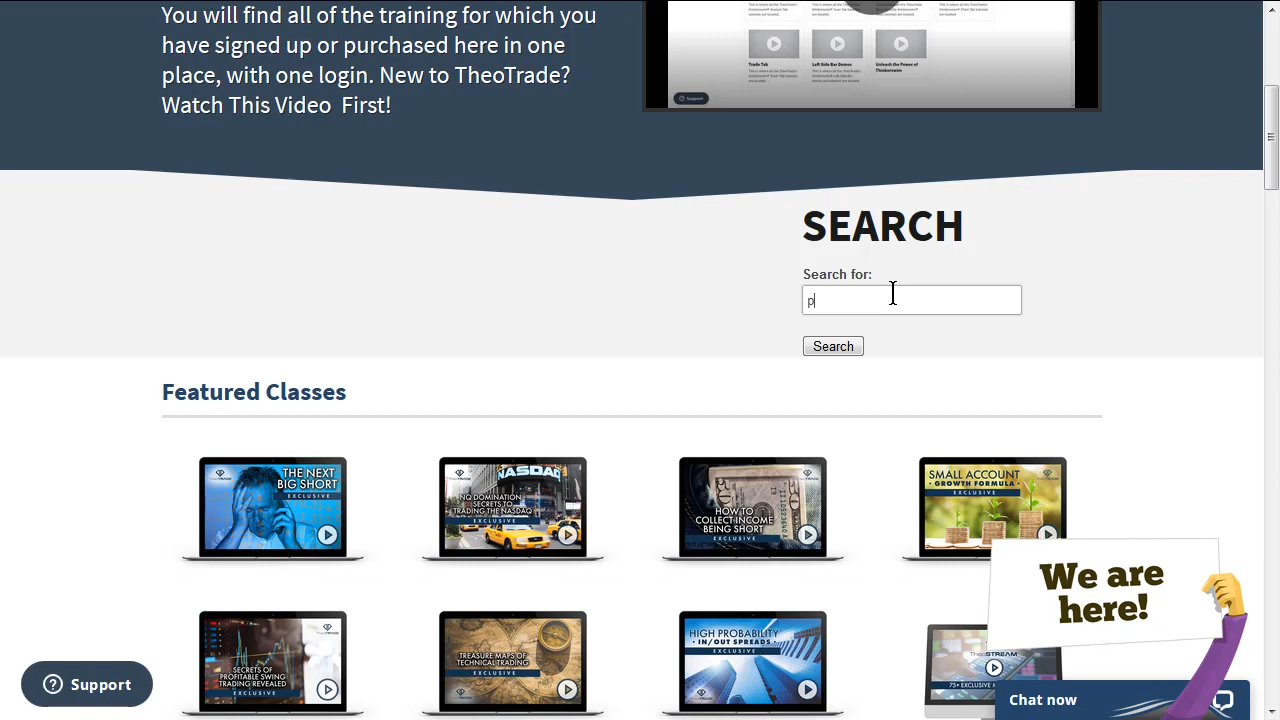 You will find all of the training for which you
have signed up or purchased here in one
place, with one login. New to TheoTrade?
Watch This Video First!
Trade Tab
Left Side Bar Demos
Unleash the Power of
Thinkorswim
Support
SEARCH
Search for:
p
Search
Featured Classes
THE NEXT
BIG SHORT
EXCLUSIVE
NASDAQ
NQ DOMINATION
SECRETS TO
TRADING THE NASDAQ
EXCLUSIVE
HOW TO
COLLECT INCOME
BEING SHORT
EXCLUSIVE
SMALL ACCOUNT
• GROWTH FORMULA •
EXCLUSIVE
We are
here!
SECRETS OF
PROFITABLE SWING
TRADING REVEALED
EXCLUSIVE
TREASURE MAPS OF
TECHNICAL TRADING
EXCLUSIVE
HIGH PROBABILITY
• IN/OUT SPREADS •
EXCLUSIVE
THEOSTREAM
75+ EXCLUSIVE
Support
Chat now